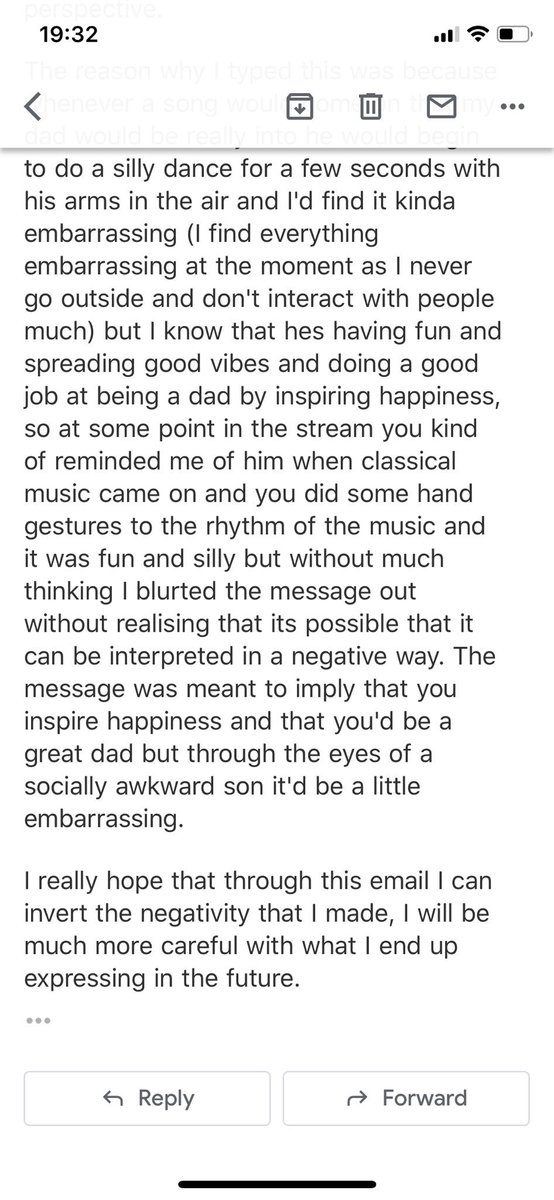 perspective.
19:32
The reason why I typed this was because
whenever a song would come on that my
dad would be really into he would begin
to do a silly dance for a few seconds with
his arms in the air and I'd find it kinda
embarrassing (I find everything
embarrassing at the moment as I never
go outside and don't interact with people
much) but I know that hes having fun and
spreading good vibes and doing a good
job at being a dad by inspiring happiness,
so at some point in the stream you kind
of reminded me of him when classical
music came on and you did some hand
gestures to the rhythm of the music and
it was fun and silly but without much
thinking I blurted the message out
without realising that its possible that it
can be interpreted in a negative way. The
message was meant to imply that you
inspire happiness and that you'd be a
great dad but through the eyes of a
socially awkward son it'd be a little
embarrassing.
I really hope that through this email I can
invert the negativity that I made, I will be
much more careful with what I end up
expressing in the future.
Reply
Forward